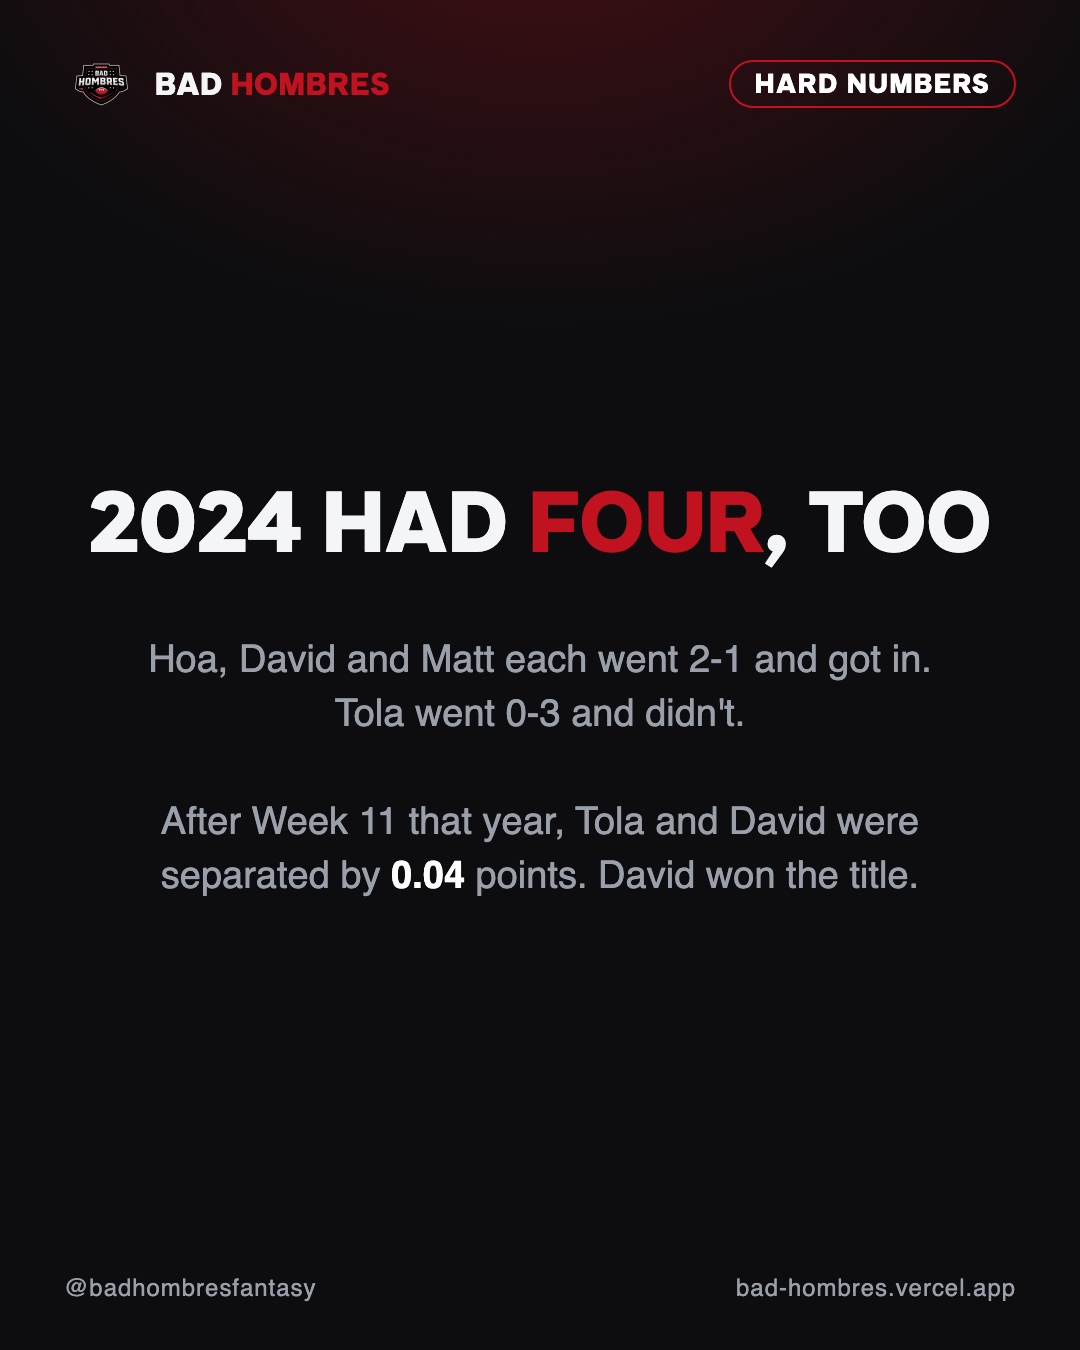 BAD
HOMBRES
BAD HOMBRES
HARD NUMBERS
2024 HAD FOUR, TOO
Hoa, David and Matt each went 2-1 and got in.
Tola went 0-3 and didn't.
After Week 11 that year, Tola and David were
separated by 0.04 points. David won the title.
@badhombresfantasy
bad-hombres.vercel.app